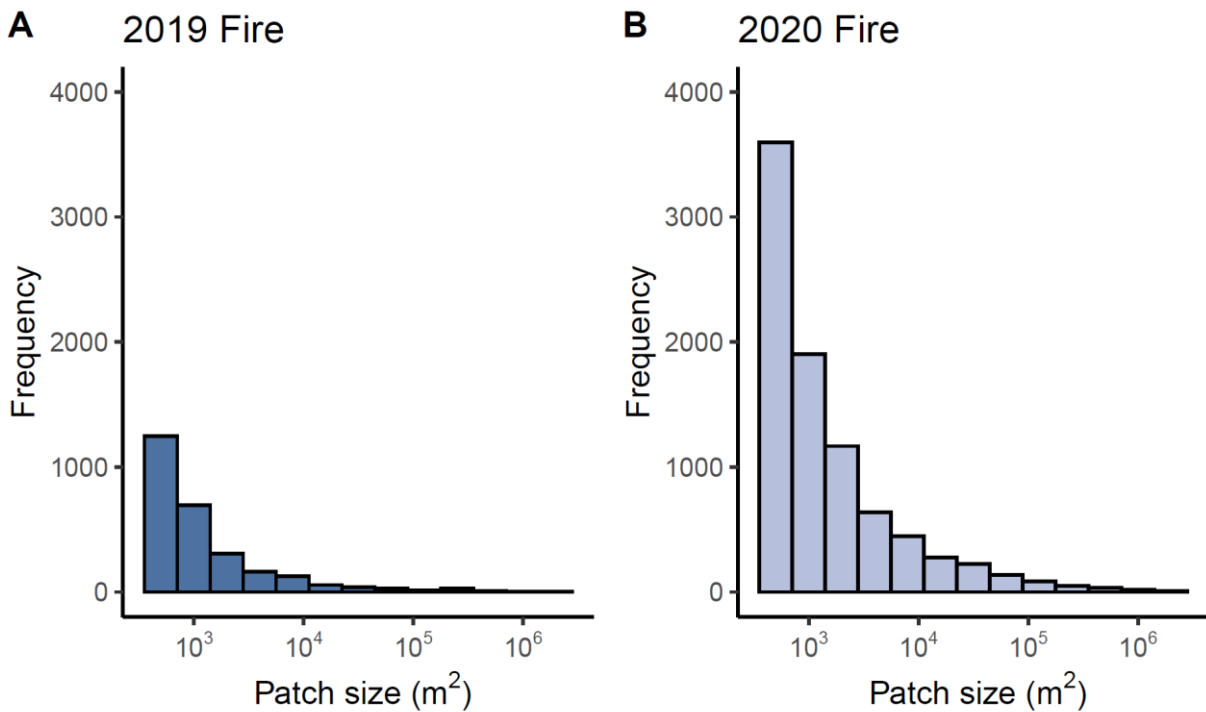 A 2019 Fire
4000
3000
2000
1000
0
Frequency
10³ 10⁴ 10⁵ 10⁶
Patch size (m²)
B 2020 Fire
4000
3000
2000
1000
0
Frequency
10³ 10⁴ 10⁵ 10⁶
Patch size (m²)